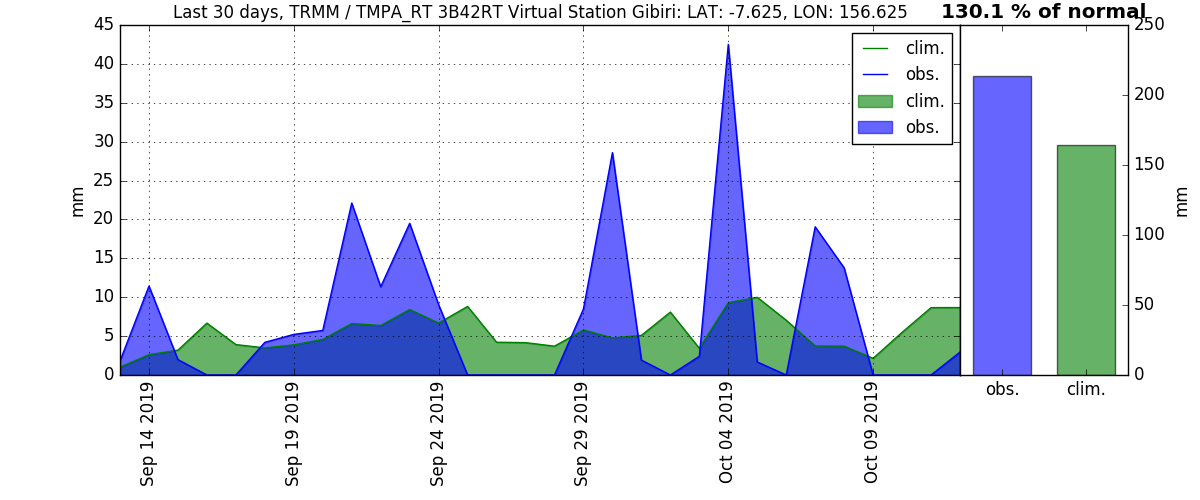 Last 30 days, TRMM / TMPA_RT 3B42RT Virtual Station Gibiri: LAT: -7.625, LON: 156.625
130.1 % of normal
45
40
35
30
25
20
15
10
5
0
mm
clim.
obs.
clim.
obs.
Sep 14 2019
Sep 19 2019
Sep 24 2019
Sep 29 2019
Oct 04 2019
Oct 09 2019
250
200
150
100
50
0
mm
obs.
clim.